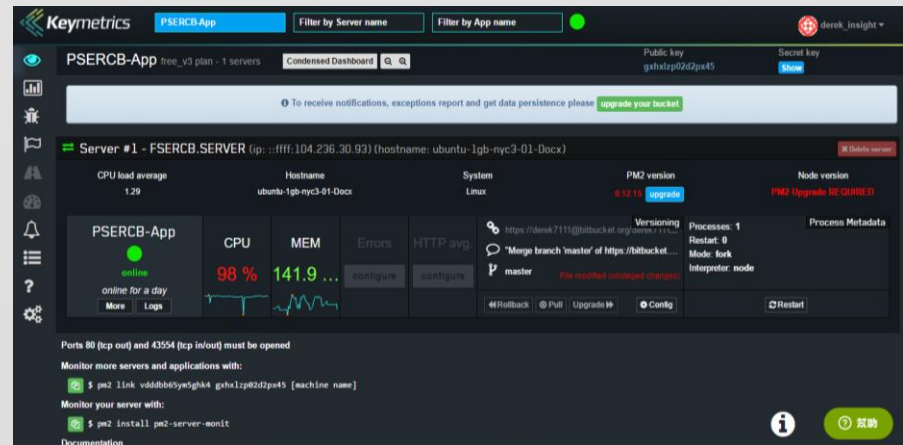 Keymetrics
PSERCB-App
Filter by Server name
Filter by App name
derek_insight
PSERCB-App free_v3 plan - 1 servers
Condensed Dashboard
Public key
gxhxlzp02d2px45
Secret key
Show
To receive notifications, exceptions report and get data persistence please upgrade your bucket
Server #1 - FSERCB.SERVER (ip: ::ffff:104.236.30.93) (hostname: ubuntu-1gb-nyc3-01-Docx)
Delete server
CPU load average
1.29
Hostname
ubuntu-1gb-nyc3-01-Docx
System
Linux
PM2 version
0.12.15 upgrade
Node version
PM2 Upgrade REQUIRED
PSERCB-App
online
online for a day
More Logs
CPU
98 %
MEM
141.9 ...
Errors
configure
HTTP avg.
configure
Versioning
https://derek7111@bitbucket.org/derek7111...
"Merge branch 'master' of https://bitbucket....
master
File modified (unstaged changes)
Rollback Pull Upgrade Config
Process Metadata
Processes: 1
Restart: 0
Mode: fork
Interpreter: node
Restart
Ports 80 (tcp out) and 43554 (tcp in/out) must be opened
Monitor more servers and applications with:
$ pm2 link vdddbb65ym5ghk4 gxhxlzp02d2px45 [machine name]
Monitor your server with:
$ pm2 install pm2-server-monit
Documentation
幫助